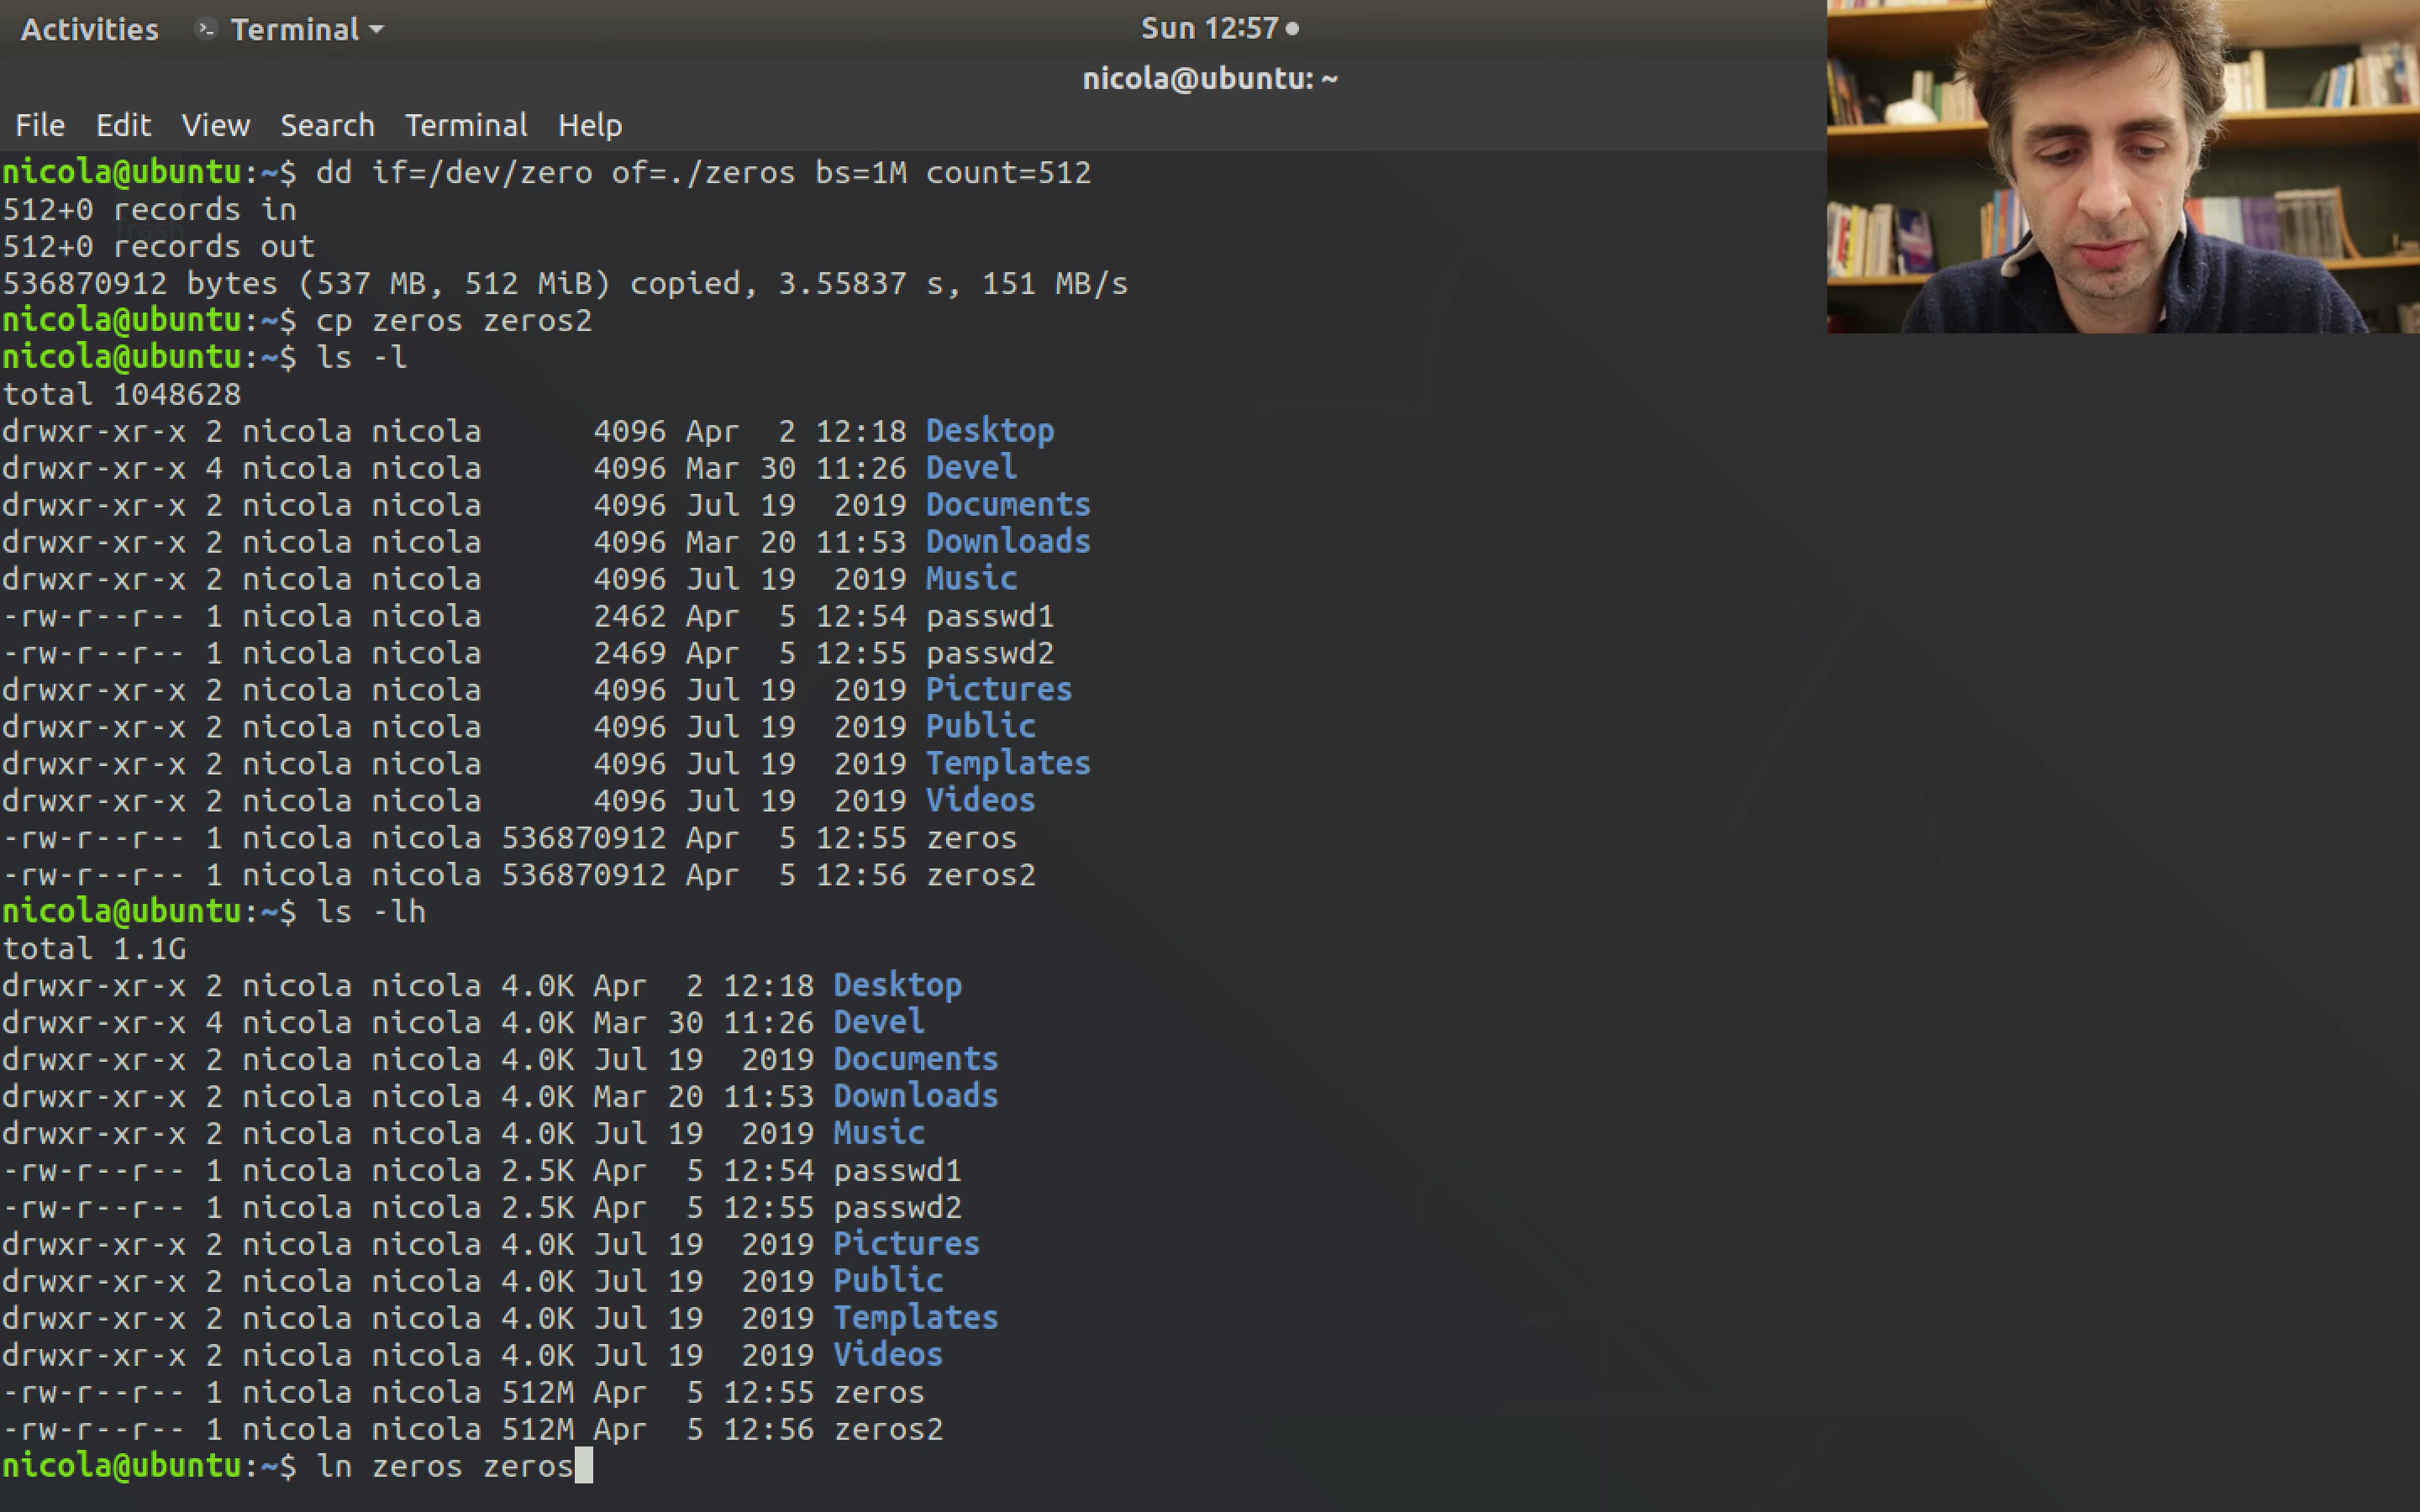 Activities Terminal Sun 12:57
nicola@ubuntu: ~
File Edit View Search Terminal Help
nicola@ubuntu:~$ dd if=/dev/zero of=./zeros bs=1M count=512
512+0 records in
Trash
512+0 records out
536870912 bytes (537 MB, 512 MiB) copied, 3.55837 s, 151 MB/s
nicola@ubuntu:~$ cp zeros zeros2
nicola@ubuntu:~$ ls -l
total 1048628
drwxr-xr-x 2 nicola nicola      4096 Apr  2 12:18 Desktop
drwxr-xr-x 4 nicola nicola      4096 Mar 30 11:26 Devel
drwxr-xr-x 2 nicola nicola      4096 Jul 19  2019 Documents
drwxr-xr-x 2 nicola nicola      4096 Mar 20 11:53 Downloads
drwxr-xr-x 2 nicola nicola      4096 Jul 19  2019 Music
-rw-r--r-- 1 nicola nicola      2462 Apr  5 12:54 passwd1
-rw-r--r-- 1 nicola nicola      2469 Apr  5 12:55 passwd2
drwxr-xr-x 2 nicola nicola      4096 Jul 19  2019 Pictures
drwxr-xr-x 2 nicola nicola      4096 Jul 19  2019 Public
drwxr-xr-x 2 nicola nicola      4096 Jul 19  2019 Templates
drwxr-xr-x 2 nicola nicola      4096 Jul 19  2019 Videos
-rw-r--r-- 1 nicola nicola 536870912 Apr  5 12:55 zeros
-rw-r--r-- 1 nicola nicola 536870912 Apr  5 12:56 zeros2
nicola@ubuntu:~$ ls -lh
total 1.1G
drwxr-xr-x 2 nicola nicola 4.0K Apr  2 12:18 Desktop
drwxr-xr-x 4 nicola nicola 4.0K Mar 30 11:26 Devel
drwxr-xr-x 2 nicola nicola 4.0K Jul 19  2019 Documents
drwxr-xr-x 2 nicola nicola 4.0K Mar 20 11:53 Downloads
drwxr-xr-x 2 nicola nicola 4.0K Jul 19  2019 Music
-rw-r--r-- 1 nicola nicola 2.5K Apr  5 12:54 passwd1
-rw-r--r-- 1 nicola nicola 2.5K Apr  5 12:55 passwd2
drwxr-xr-x 2 nicola nicola 4.0K Jul 19  2019 Pictures
drwxr-xr-x 2 nicola nicola 4.0K Jul 19  2019 Public
drwxr-xr-x 2 nicola nicola 4.0K Jul 19  2019 Templates
drwxr-xr-x 2 nicola nicola 4.0K Jul 19  2019 Videos
-rw-r--r-- 1 nicola nicola 512M Apr  5 12:55 zeros
-rw-r--r-- 1 nicola nicola 512M Apr  5 12:56 zeros2
nicola@ubuntu:~$ ln zeros zeros